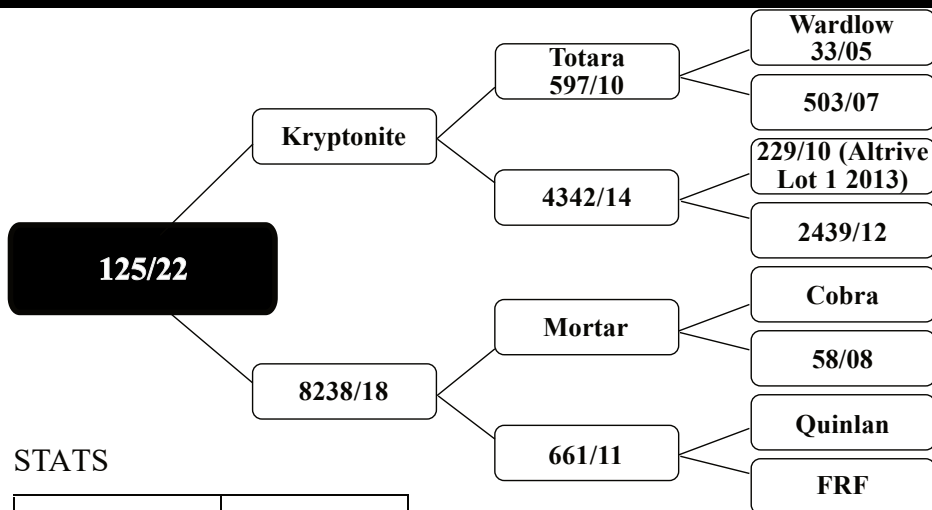 Wardlow
33/05
Totara
597/10
503/07
Kryptonite
229/10 (Altrive
Lot 1 2013)
4342/14
2439/12
125/22
Cobra
Mortar
58/08
8238/18
Quinlan
661/11
FRF
STATS